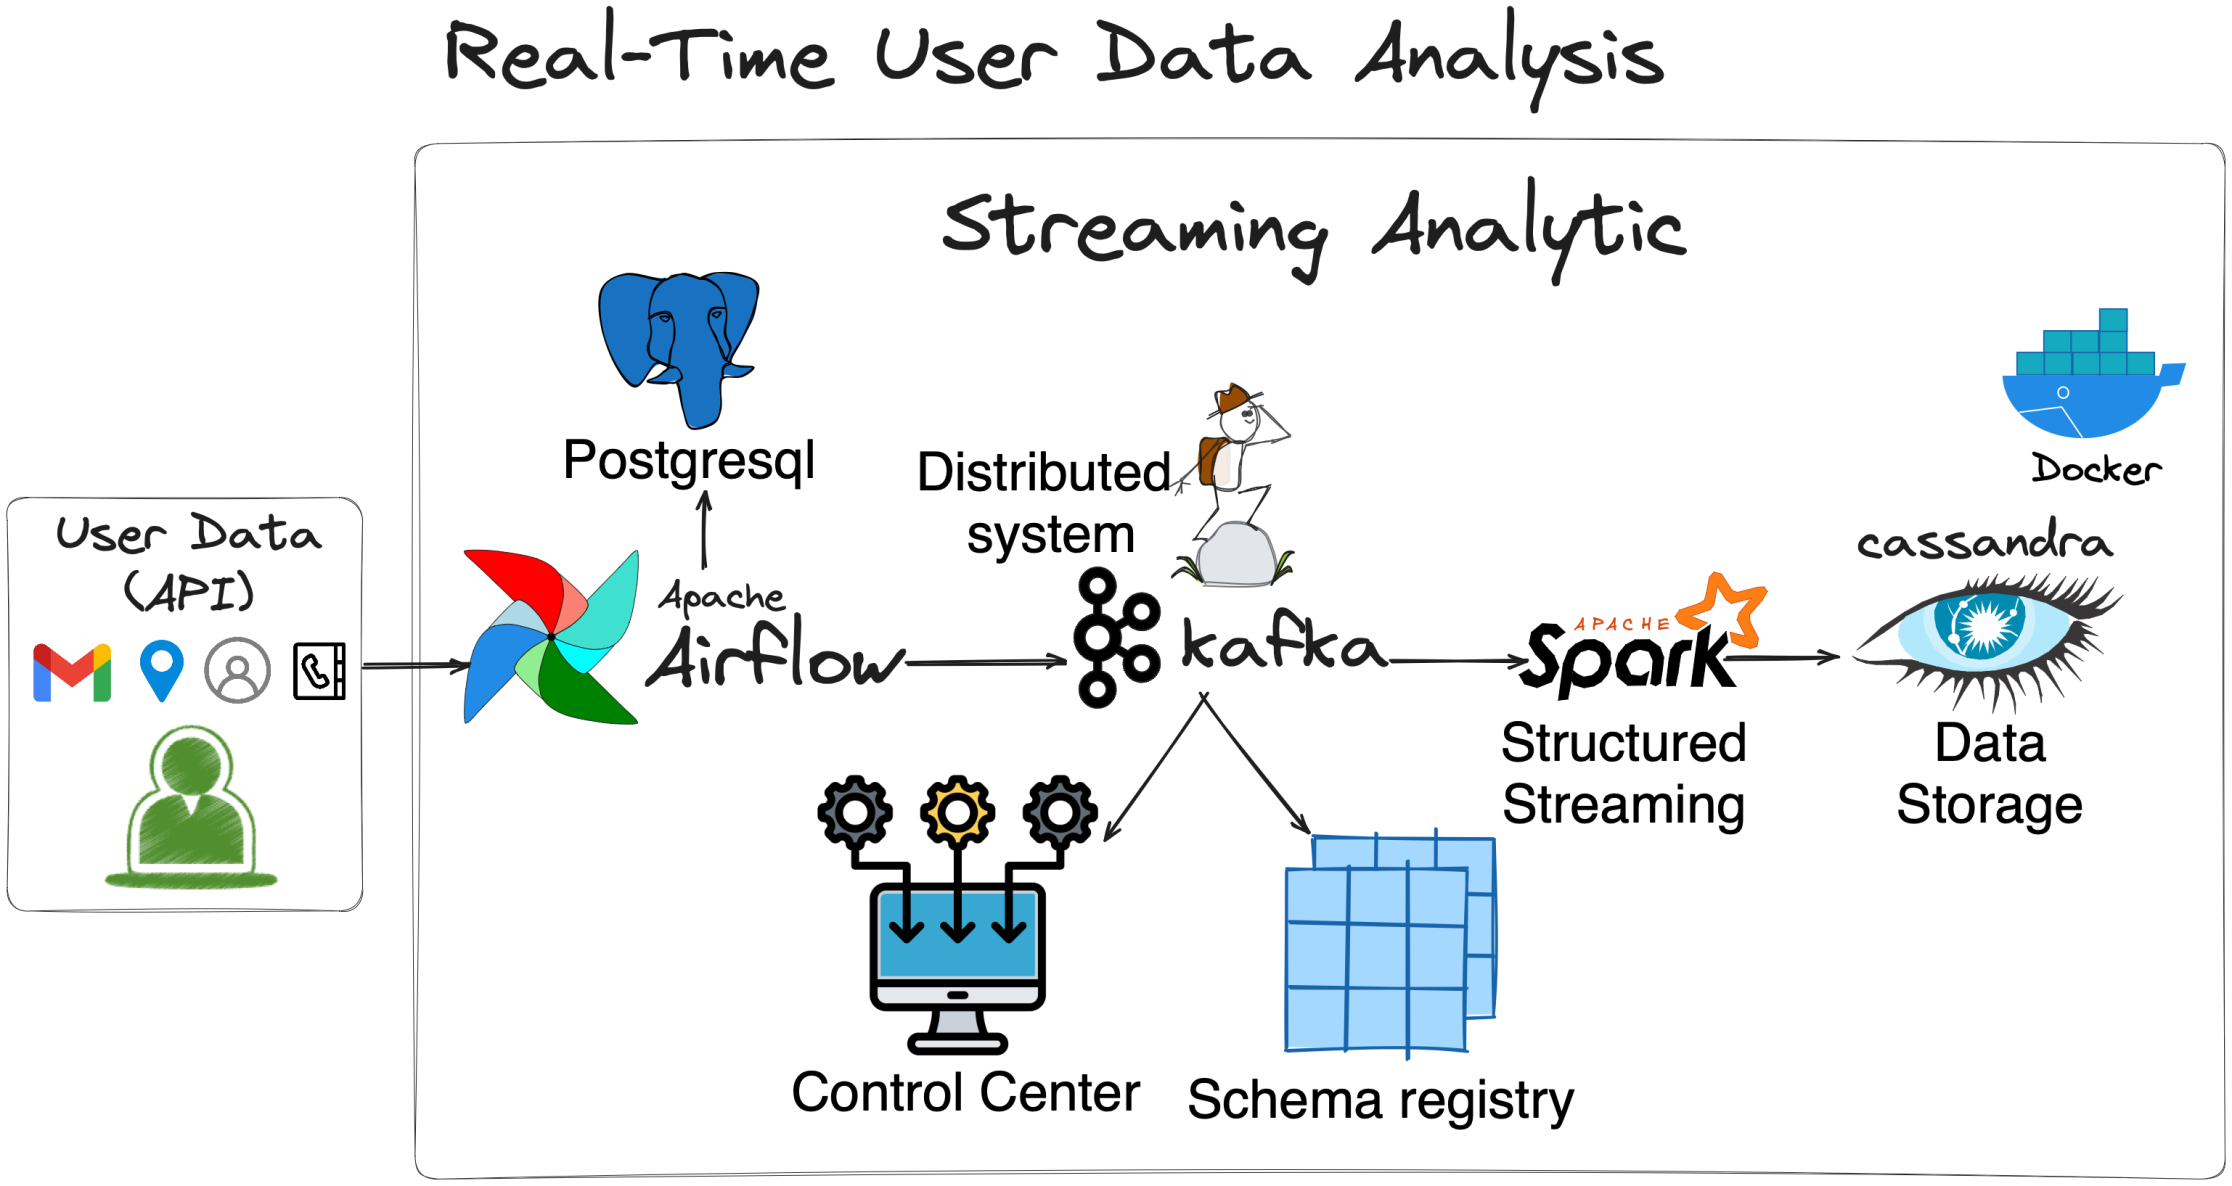 Real-Time User Data Analysis
Streaming Analytic
User Data
(API)
Postgresql
Apache
Airflow
Distributed
system
kafka
Control Center
Schema registry
APACHE
Spark
Structured
Streaming
Docker
cassandra
Data
Storage